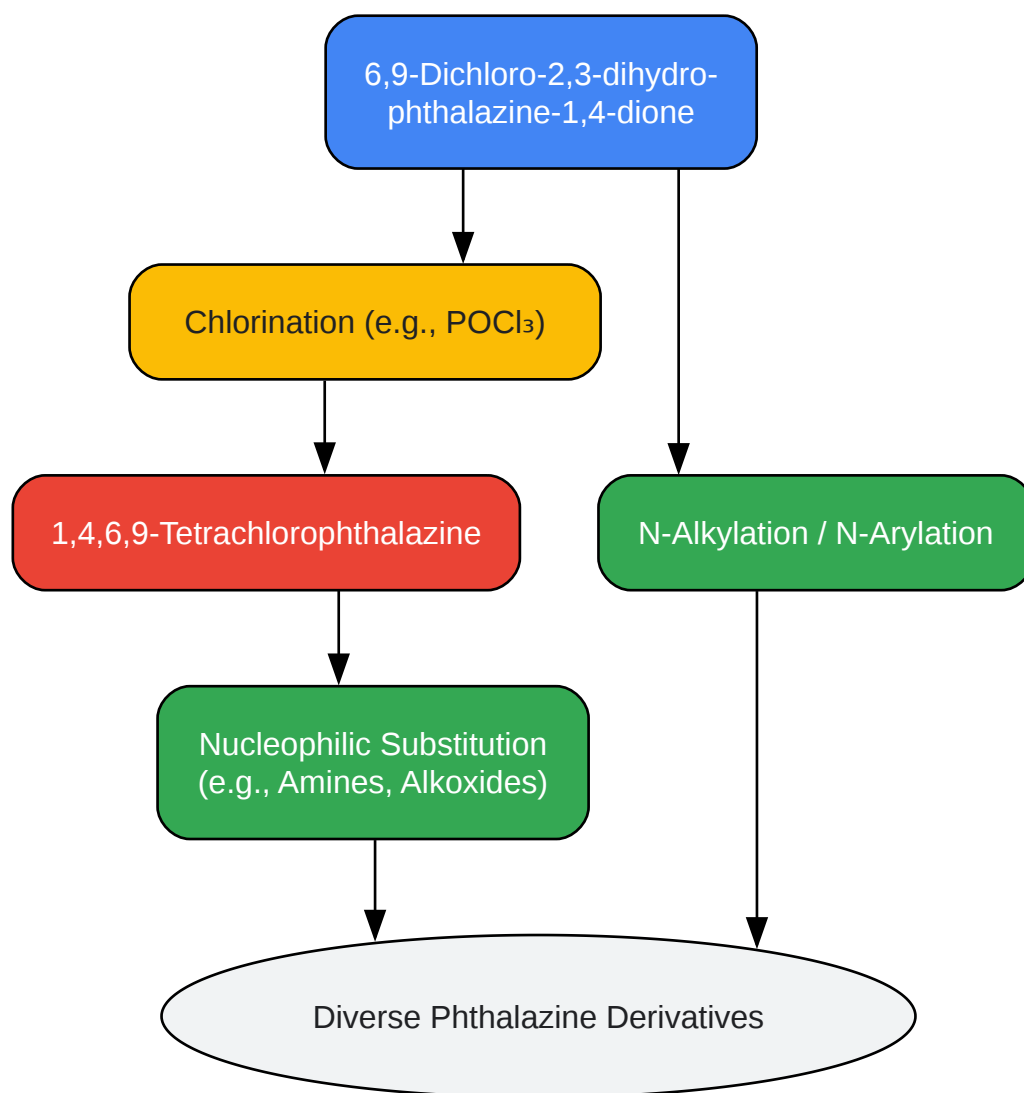 6,9-Dichloro-2,3-dihydro-
phthalazine-1,4-dione
Chlorination (e.g., POCl₃)
1,4,6,9-Tetrachlorophthalazine
N-Alkylation / N-Arylation
Nucleophilic Substitution
(e.g., Amines, Alkoxides)
Diverse Phthalazine Derivatives